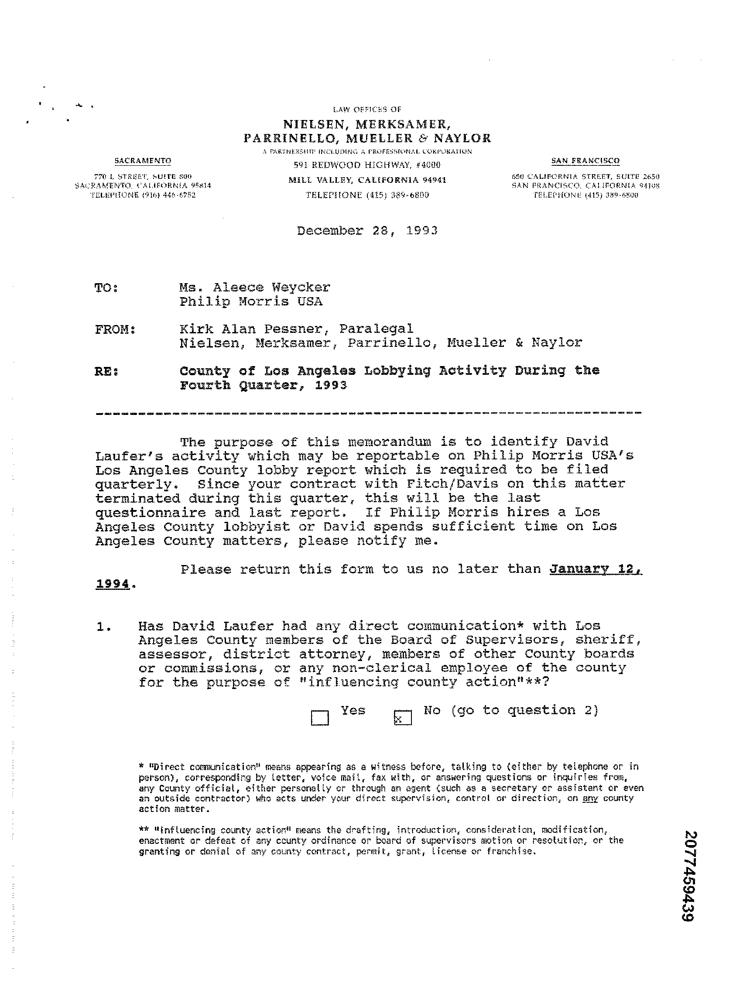 LAW OFFICES OF
NIELSEN, MERKSAMER,
PARRINELLO, MUELLER & NAYLOR
A PARTNERSHIP INCLUDING A PROFESSIONAL CORPORATION
591 REDWOOD HIGHWAY, #4000
MILL VALLEY, CALIFORNIA 94941
TELEPHONE (415) 389-6800
SACRAMENTO
770 L STREET, SUITE 800
SACRAMENTO, CALIFORNIA 95814
TELEPHONE (916) 446-6752
SAN FRANCISCO
650 CALIFORNIA STREET, SUITE 2650
SAN FRANCISCO, CALIFORNIA 94108
TELEPHONE (415) 389-6800
December 28, 1993
TO: Ms. Aleece Weycker
Philip Morris USA
FROM: Kirk Alan Pessner, Paralegal
Nielsen, Merksamer, Parrinello, Mueller & Naylor
RE: County of Los Angeles Lobbying Activity During the
Fourth Quarter, 1993
The purpose of this memorandum is to identify David
Laufer's activity which may be reportable on Philip Morris USA's
Los Angeles County lobby report which is required to be filed
quarterly. Since your contract with Fitch/Davis on this matter
terminated during this quarter, this will be the last
questionnaire and last report. If Philip Morris hires a Los
Angeles County lobbyist or David spends sufficient time on Los
Angeles County matters, please notify me.
Please return this form to us no later than January 12,
1994.
1. Has David Laufer had any direct communication* with Los
Angeles County members of the Board of Supervisors, sheriff,
assessor, district attorney, members of other County boards
or commissions, or any non-clerical employee of the county
for the purpose of "influencing county action"**?
Yes x No (go to question 2)
* "Direct communication" means appearing as a witness before, talking to (either by telephone or in
person), corresponding by letter, voice mail, fax with, or answering questions or inquiries from,
any County official, either personally or through an agent (such as a secretary or assistant or even
an outside contractor) who acts under your direct supervision, control or direction, on any county
action matter.
** "influencing county action" means the drafting, introduction, consideration, modification,
enactment or defeat of any county ordinance or board of supervisors motion or resolution, or the
granting or denial of any county contract, permit, grant, license or franchise.
2077459439